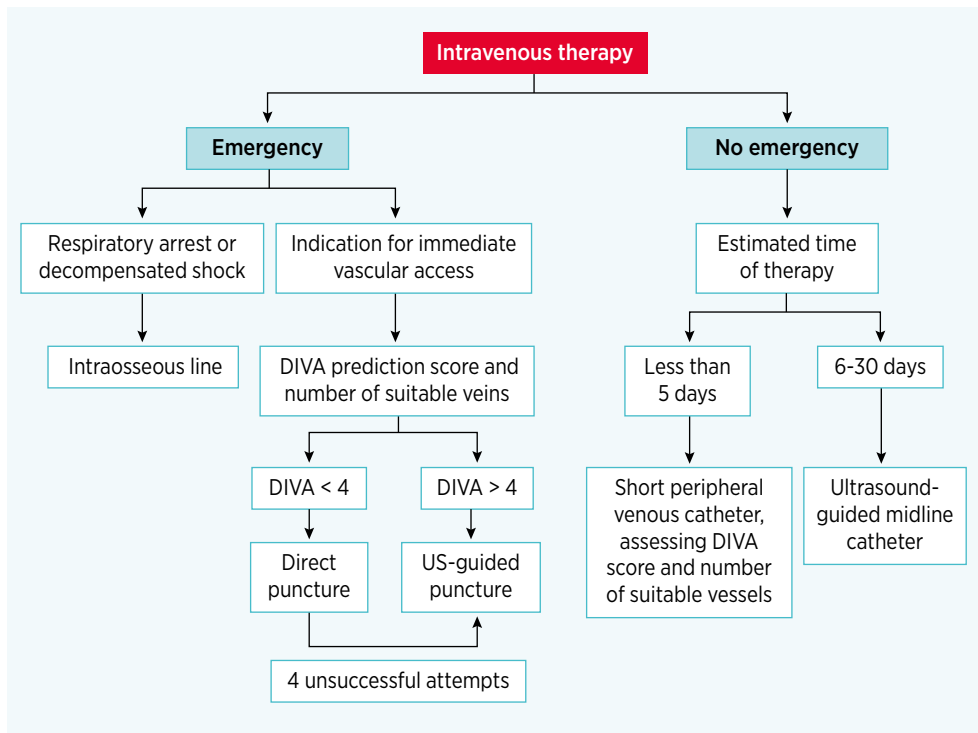 Intravenous therapy
Emergency
No emergency
Respiratory arrest or
decompensated shock
Indication for immediate
vascular access
Estimated time
of therapy
Intraosseous line
DIVA prediction score and
number of suitable veins
Less than
5 days
6-30 days
DIVA < 4
DIVA > 4
Short peripheral
venous catheter,
assessing DIVA
score and number
of suitable vessels
Ultrasound-
guided midline
catheter
Direct
puncture
US-guided
puncture
4 unsuccessful attempts